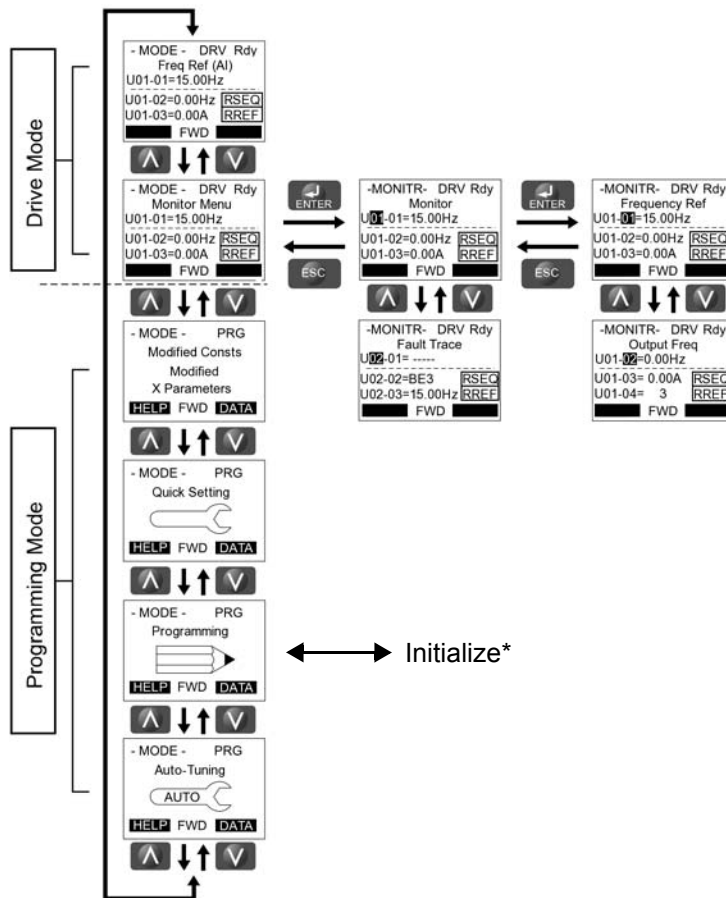 Drive Mode
- MODE - DRV Rdy
Freq Ref (AI)
U01-01=15.00Hz
U01-02=0.00Hz RSEQ
U01-03=0.00A RREF
FWD
- MODE - DRV Rdy
Monitor Menu
U01-01=15.00Hz
U01-02=0.00Hz RSEQ
U01-03=0.00A RREF
FWD
ENTER
ESC
-MONITR- DRV Rdy
Monitor
U01-01=15.00Hz
U01-02=0.00Hz RSEQ
U01-03=0.00A RREF
FWD
ENTER
ESC
-MONITR- DRV Rdy
Frequency Ref
U01-01=15.00Hz
U01-02=0.00Hz RSEQ
U01-03=0.00A RREF
FWD
-MONITR- DRV Rdy
Fault Trace
U02-01= -----
U02-02=BE3 RSEQ
U02-03=15.00Hz RREF
FWD
-MONITR- DRV Rdy
Output Freq
U01-02=0.00Hz
U01-03= 0.00A RSEQ
U01-04= 3 RREF
FWD
Programming Mode
- MODE - PRG
Modified Consts
Modified
X Parameters
HELP FWD DATA
- MODE - PRG
Quick Setting
HELP FWD DATA
- MODE - PRG
Programming
HELP FWD DATA
Initialize*
- MODE - PRG
Auto-Tuning
AUTO
HELP FWD DATA